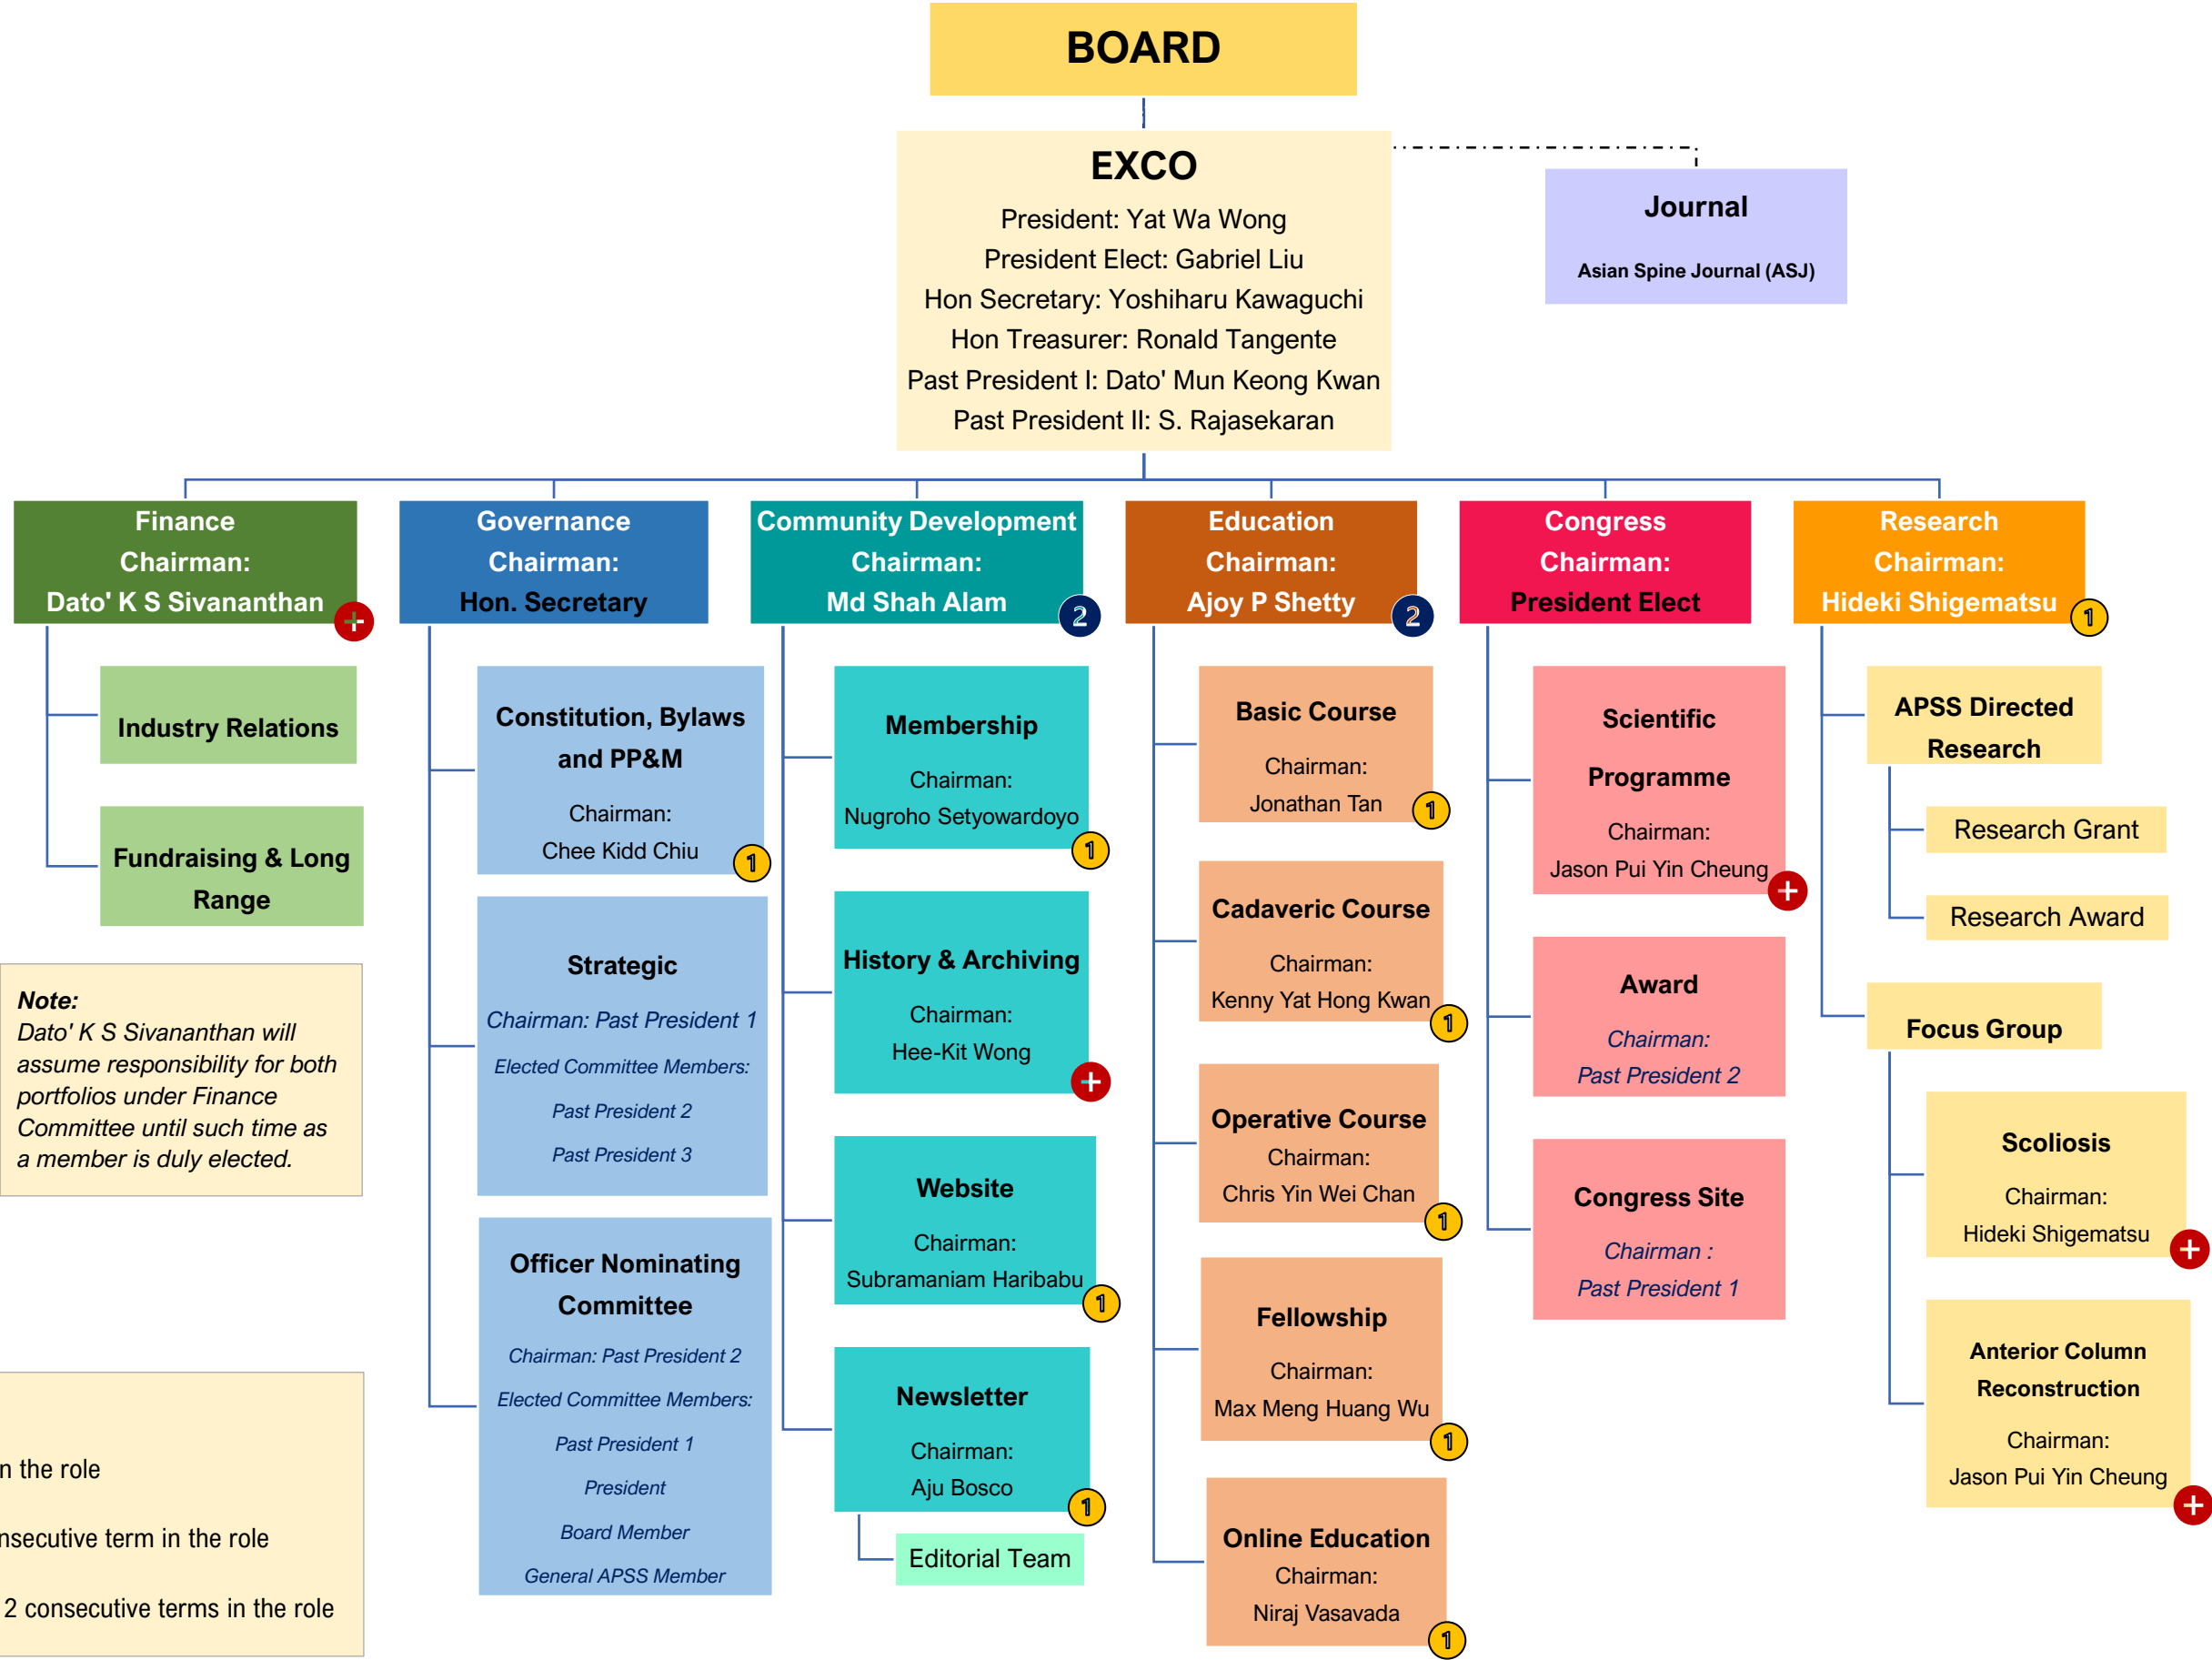 BOARD
EXCO
President: Yat Wa Wong
President Elect: Gabriel Liu
Hon Secretary: Yoshiharu Kawaguchi
Hon Treasurer: Ronald Tangente
Past President I: Dato' Mun Keong Kwan
Past President II: S. Rajasekaran
Journal
Asian Spine Journal (ASJ)
Finance
Chairman:
Dato' K S Sivananthan
+
Industry Relations
Fundraising & Long
Range
Note:
Dato' K S Sivananthan will
assume responsibility for both
portfolios under Finance
Committee until such time as
a member is duly elected.
in the role
consecutive term in the role
2 consecutive terms in the role
Governance
Chairman:
Hon. Secretary
Constitution, Bylaws
and PP&M
Chairman:
Chee Kidd Chiu
1
Strategic
Chairman: Past President 1
Elected Committee Members:
Past President 2
Past President 3
Officer Nominating
Committee
Chairman: Past President 2
Elected Committee Members:
Past President 1
President
Board Member
General APSS Member
Community Development
Chairman:
Md Shah Alam
2
Membership
Chairman:
Nugroho Setyowardoyo
1
History & Archiving
Chairman:
Hee-Kit Wong
+
Website
Chairman:
Subramaniam Haribabu
1
Newsletter
Chairman:
Aju Bosco
1
Editorial Team
Education
Chairman:
Ajoy P Shetty
2
Basic Course
Chairman:
Jonathan Tan
1
Cadaveric Course
Chairman:
Kenny Yat Hong Kwan
1
Operative Course
Chairman:
Chris Yin Wei Chan
1
Fellowship
Chairman:
Max Meng Huang Wu
1
Online Education
Chairman:
Niraj Vasavada
1
Congress
Chairman:
President Elect
Scientific
Programme
Chairman:
Jason Pui Yin Cheung
+
Award
Chairman:
Past President 2
Congress Site
Chairman :
Past President 1
Research
Chairman:
Hideki Shigematsu
1
APSS Directed
Research
Research Grant
Research Award
Focus Group
Scoliosis
Chairman:
Hideki Shigematsu
+
Anterior Column
Reconstruction
Chairman:
Jason Pui Yin Cheung
+